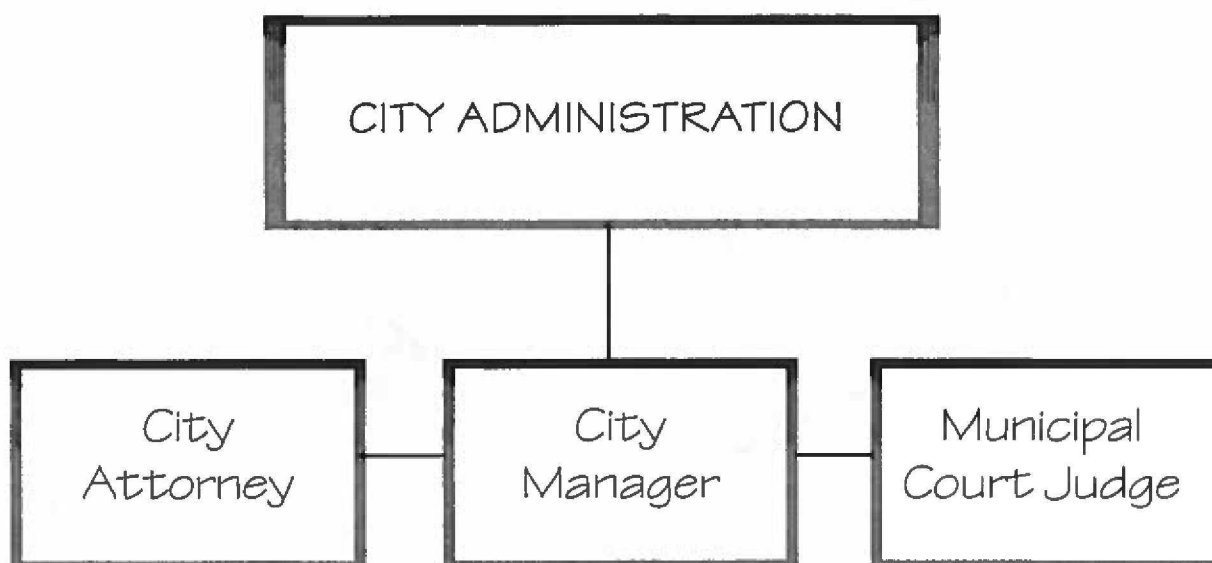 CITY ADMINISTRATION
City
Attorney
City
Manager
Municipal
Court Judge